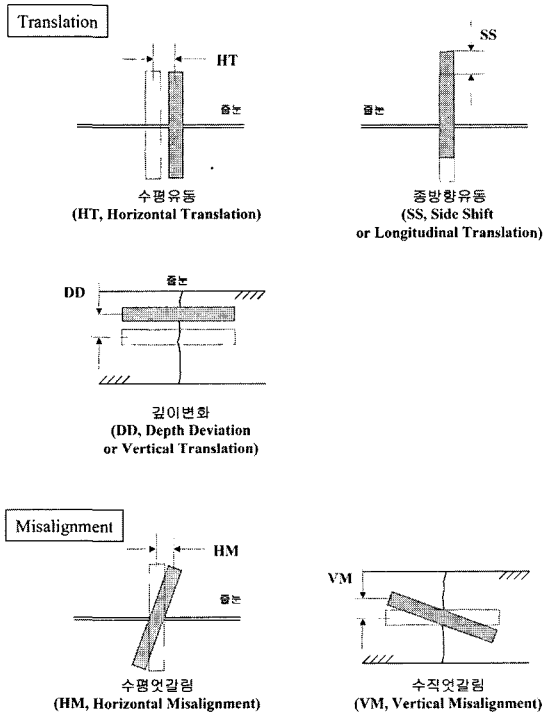 Translation
HT
줄눈
수평유동
(HT, Horizontal Translation)
SS
줄눈
종방향유동
(SS, Side Shift
or Longitudinal Translation)
줄눈
DD
깊이변화
(DD, Depth Deviation
or Vertical Translation)
Misalignment
HM
줄눈
수평엇갈림
(HM, Horizontal Misalignment)
VM
수직엇갈림
(VM, Vertical Misalignment)